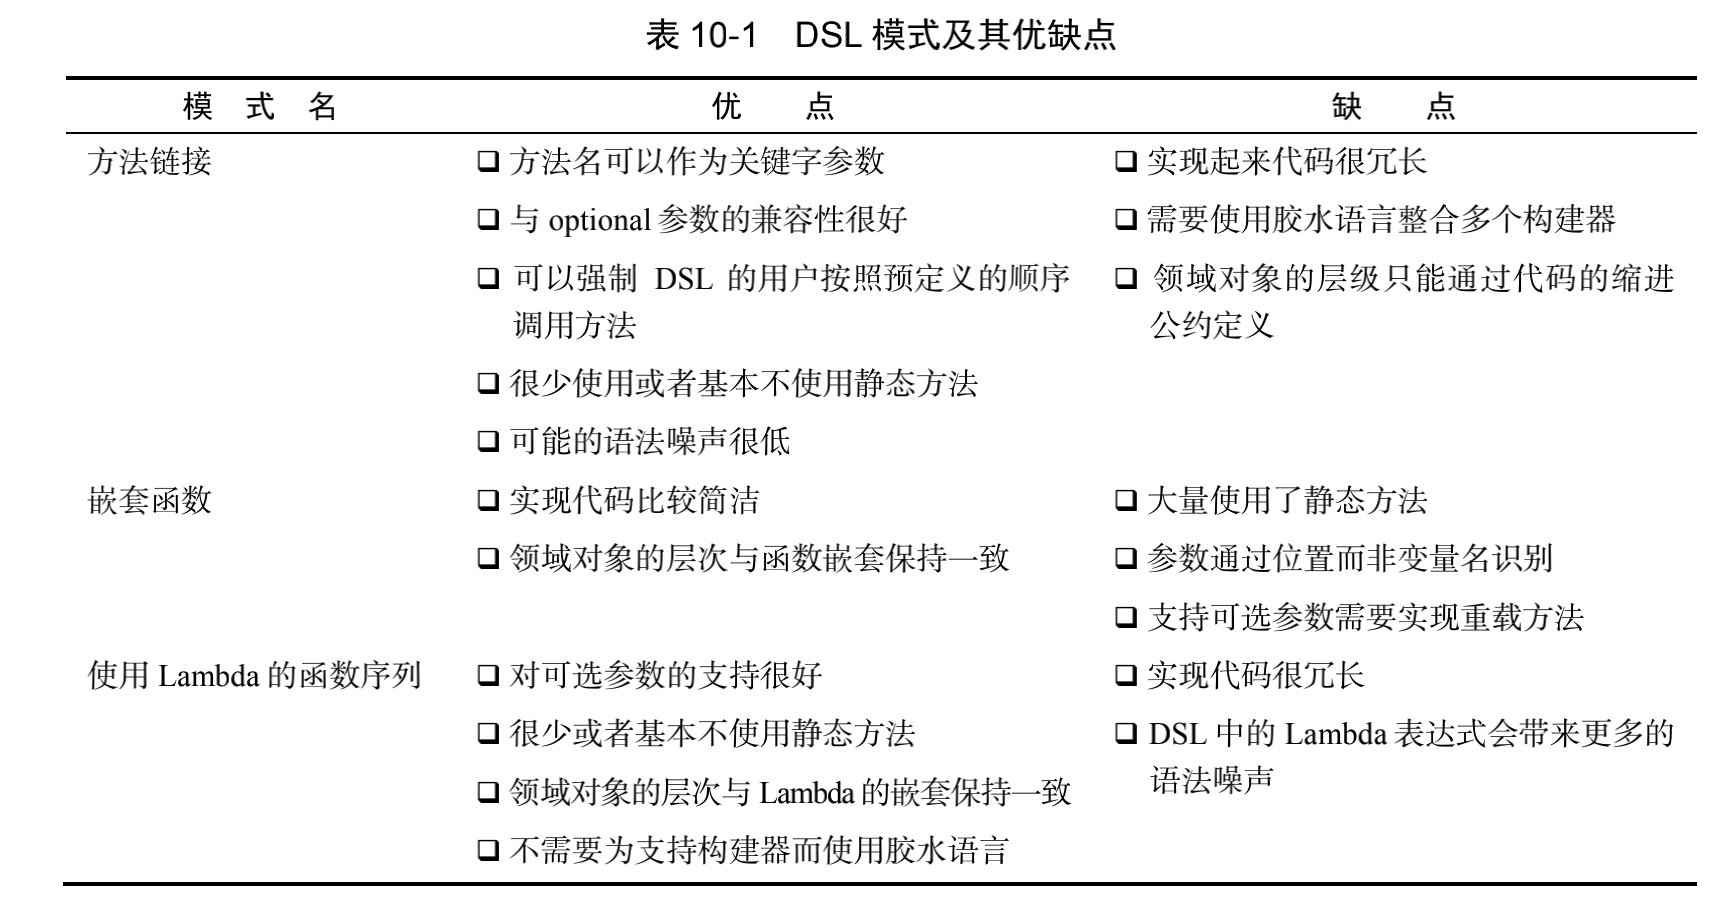 表 10-1 DSL 模式及其优缺点
模 式 名 优 点 缺 点
方法链接 ❑ 方法名可以作为关键字参数 ❑ 实现起来代码很冗长
❑ 与 optional 参数的兼容性很好 ❑ 需要使用胶水语言整合多个构建器
❑ 可以强制 DSL 的用户按照预定义的顺序 ❑ 领域对象的层级只能通过代码的缩进
调用方法 公约定义
❑ 很少使用或者基本不使用静态方法
❑ 可能的语法噪声很低
嵌套函数 ❑ 实现代码比较简洁 ❑ 大量使用了静态方法
❑ 领域对象的层次与函数嵌套保持一致 ❑ 参数通过位置而非变量名识别
❑ 支持可选参数需要实现重载方法
使用 Lambda 的函数序列 ❑ 对可选参数的支持很好 ❑ 实现代码很冗长
❑ 很少或者基本不使用静态方法 ❑ DSL 中的 Lambda 表达式会带来更多的
语法噪声
❑ 领域对象的层次与 Lambda 的嵌套保持一致
❑ 不需要为支持构建器而使用胶水语言